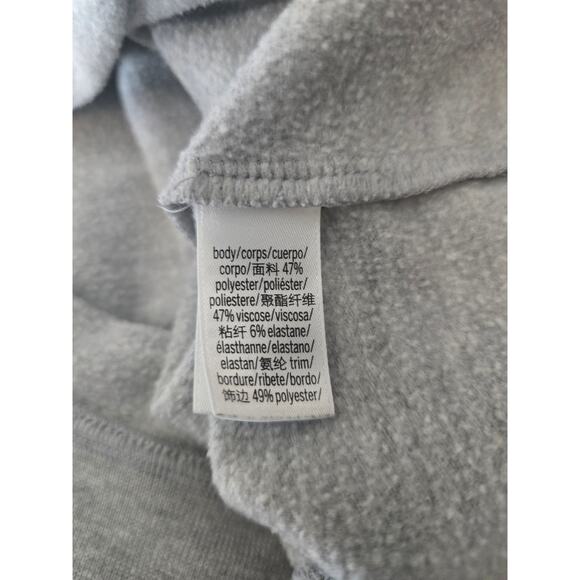 body/corps/cuerpo/
corpo/面料 47%
polyester/poliéster/
poliestere/聚酯纤维
47% viscose/viscosa/
粘纤 6% elastane/
élasthanne/elastano/
elastan/氨纶 trim/
bordure/ribete/bordo/
饰边 49% polyester/